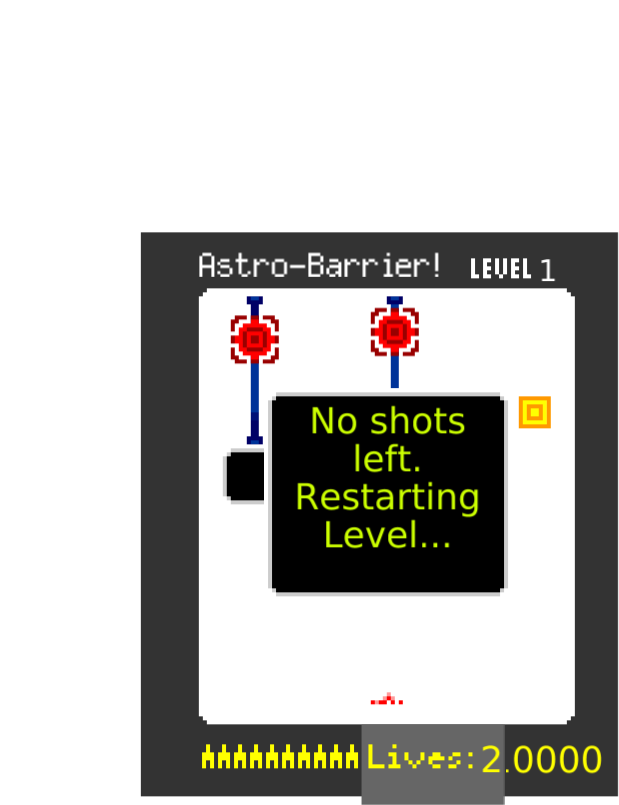 Astro-Barrier! LEVEL 1
No shots
left.
Restarting
Level...
Lives:2.0000